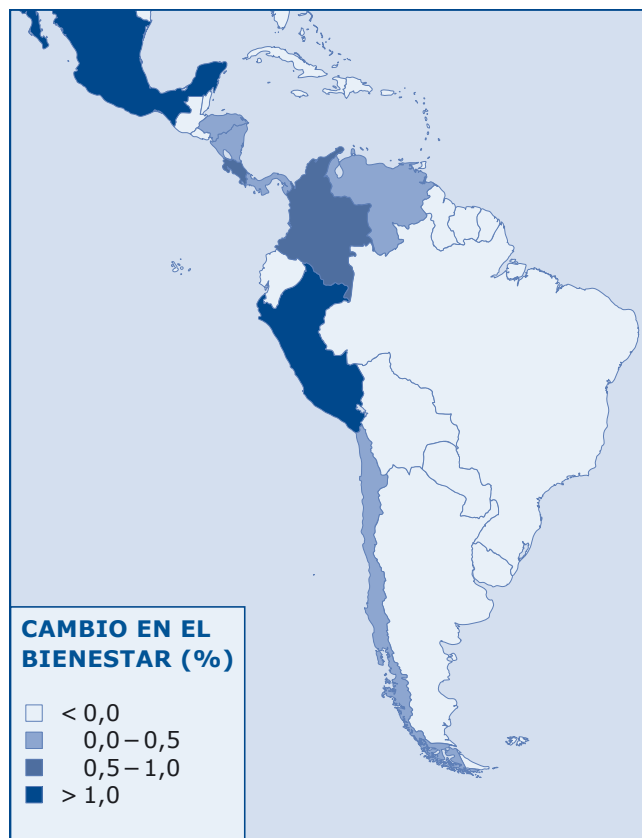 CAMBIO EN EL
BIENESTAR (%)
< 0,0
0,0–0,5
0,5–1,0
> 1,0